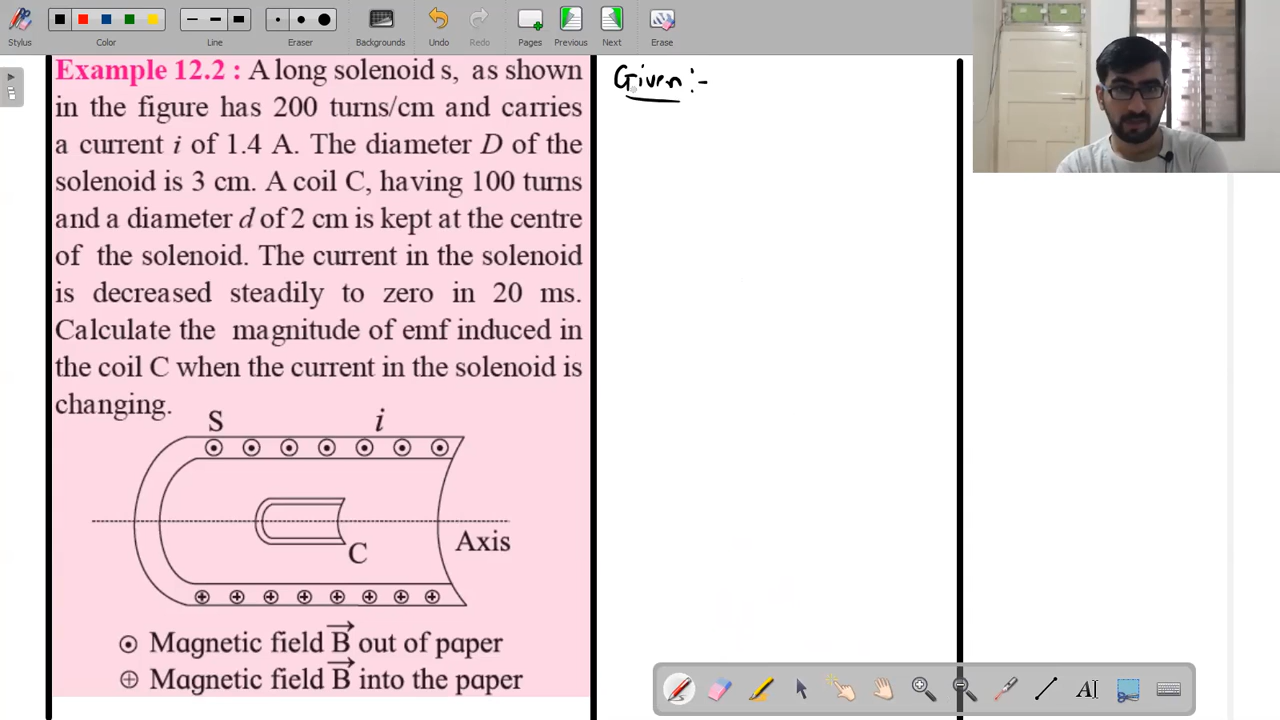 Stylus
Color
Line
Eraser
Backgrounds
Undo
Redo
Pages
Previous
Next
Erase
Example 12.2 : A long solenoid s, as shown
in the figure has 200 turns/cm and carries
a current i of 1.4 A. The diameter D of the
solenoid is 3 cm. A coil C, having 100 turns
and a diameter d of 2 cm is kept at the centre
of the solenoid. The current in the solenoid
is decreased steadily to zero in 20 ms.
Calculate the magnitude of emf induced in
the coil C when the current in the solenoid is
changing.
S
i
C
Axis
⊙ Magnetic field B⃗ out of paper
⊕ Magnetic field B⃗ into the paper
Given :-
AI